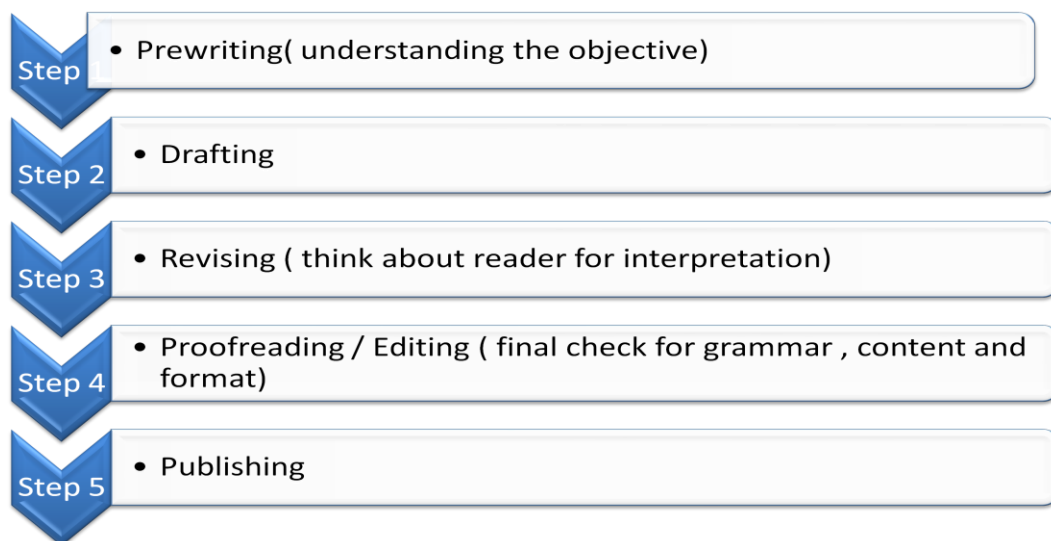 Step 1
• Prewriting( understanding the objective)
Step 2
• Drafting
Step 3
• Revising ( think about reader for interpretation)
Step 4
• Proofreading / Editing ( final check for grammar , content and
format)
Step 5
• Publishing